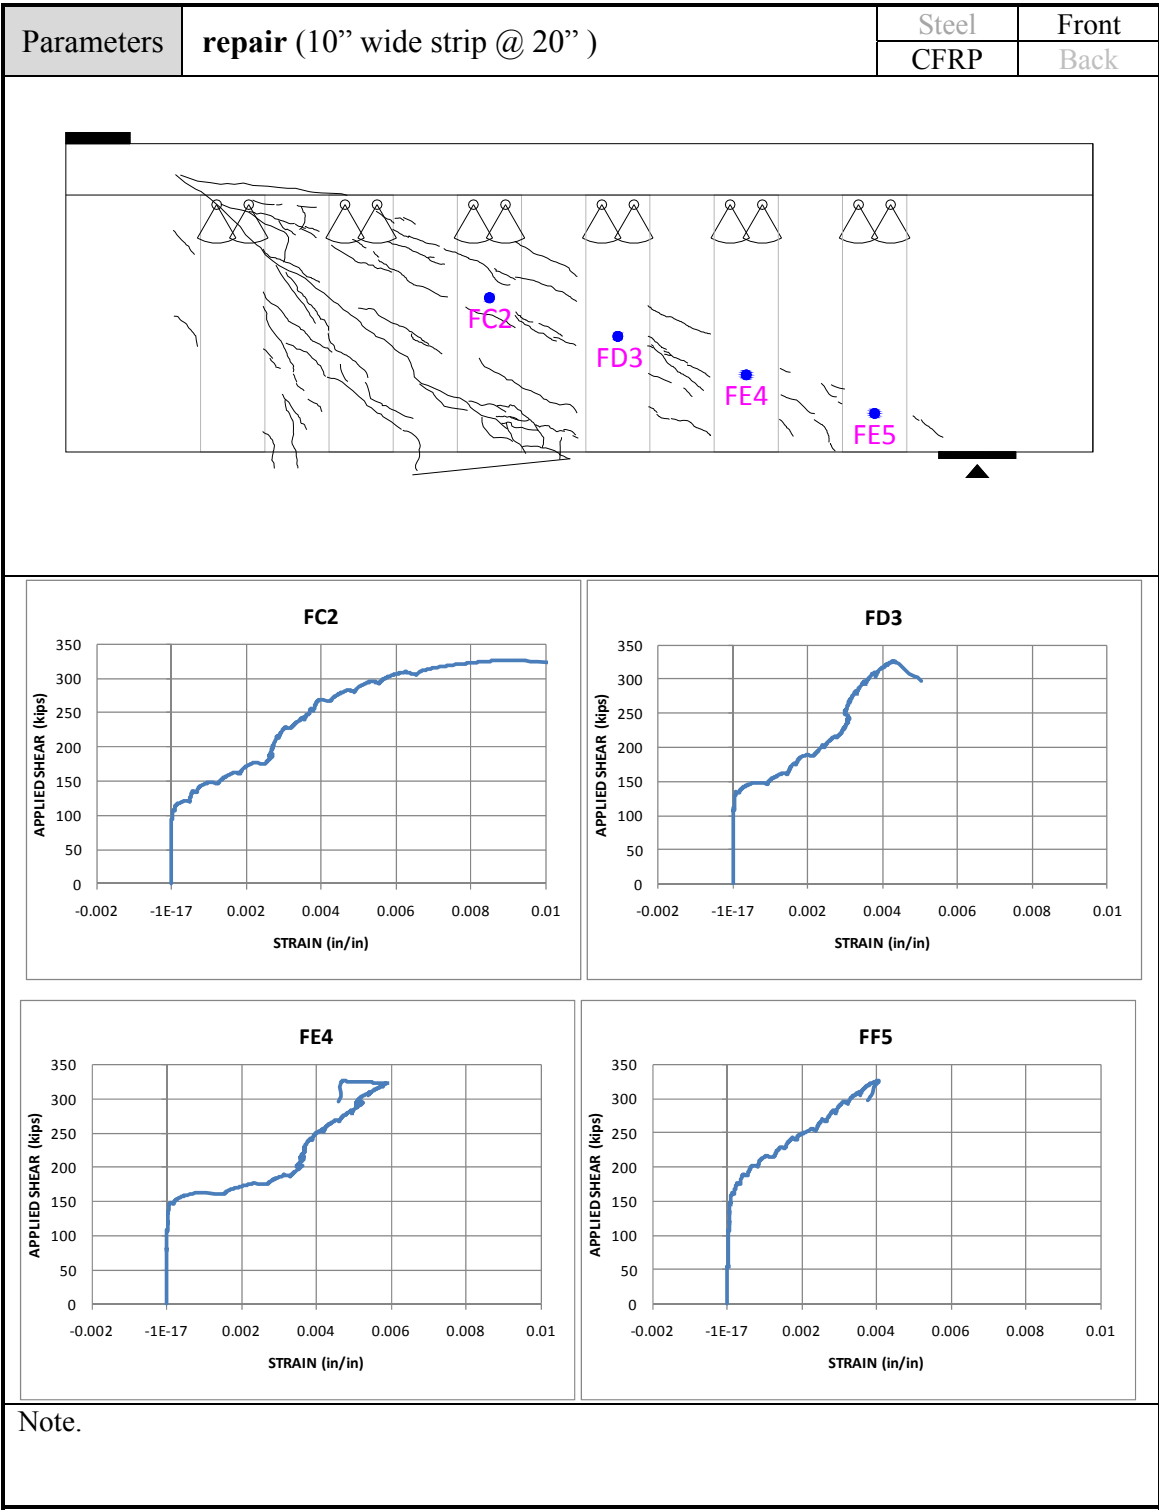 Parameters repair (10” wide strip @ 20” ) Steel Front
CFRP Back
FC2
FD3
FE4
FE5
FC2
350
300
250
200
150
100
50
0
-0.002 -1E-17 0.002 0.004 0.006 0.008 0.01
APPLIED SHEAR (kips)
STRAIN (in/in)
FD3
350
300
250
200
150
100
50
0
-0.002 -1E-17 0.002 0.004 0.006 0.008 0.01
APPLIED SHEAR (kips)
STRAIN (in/in)
FE4
350
300
250
200
150
100
50
0
-0.002 -1E-17 0.002 0.004 0.006 0.008 0.01
APPLIED SHEAR (kips)
STRAIN (in/in)
FF5
350
300
250
200
150
100
50
0
-0.002 -1E-17 0.002 0.004 0.006 0.008 0.01
APPLIED SHEAR (kips)
STRAIN (in/in)
Note.